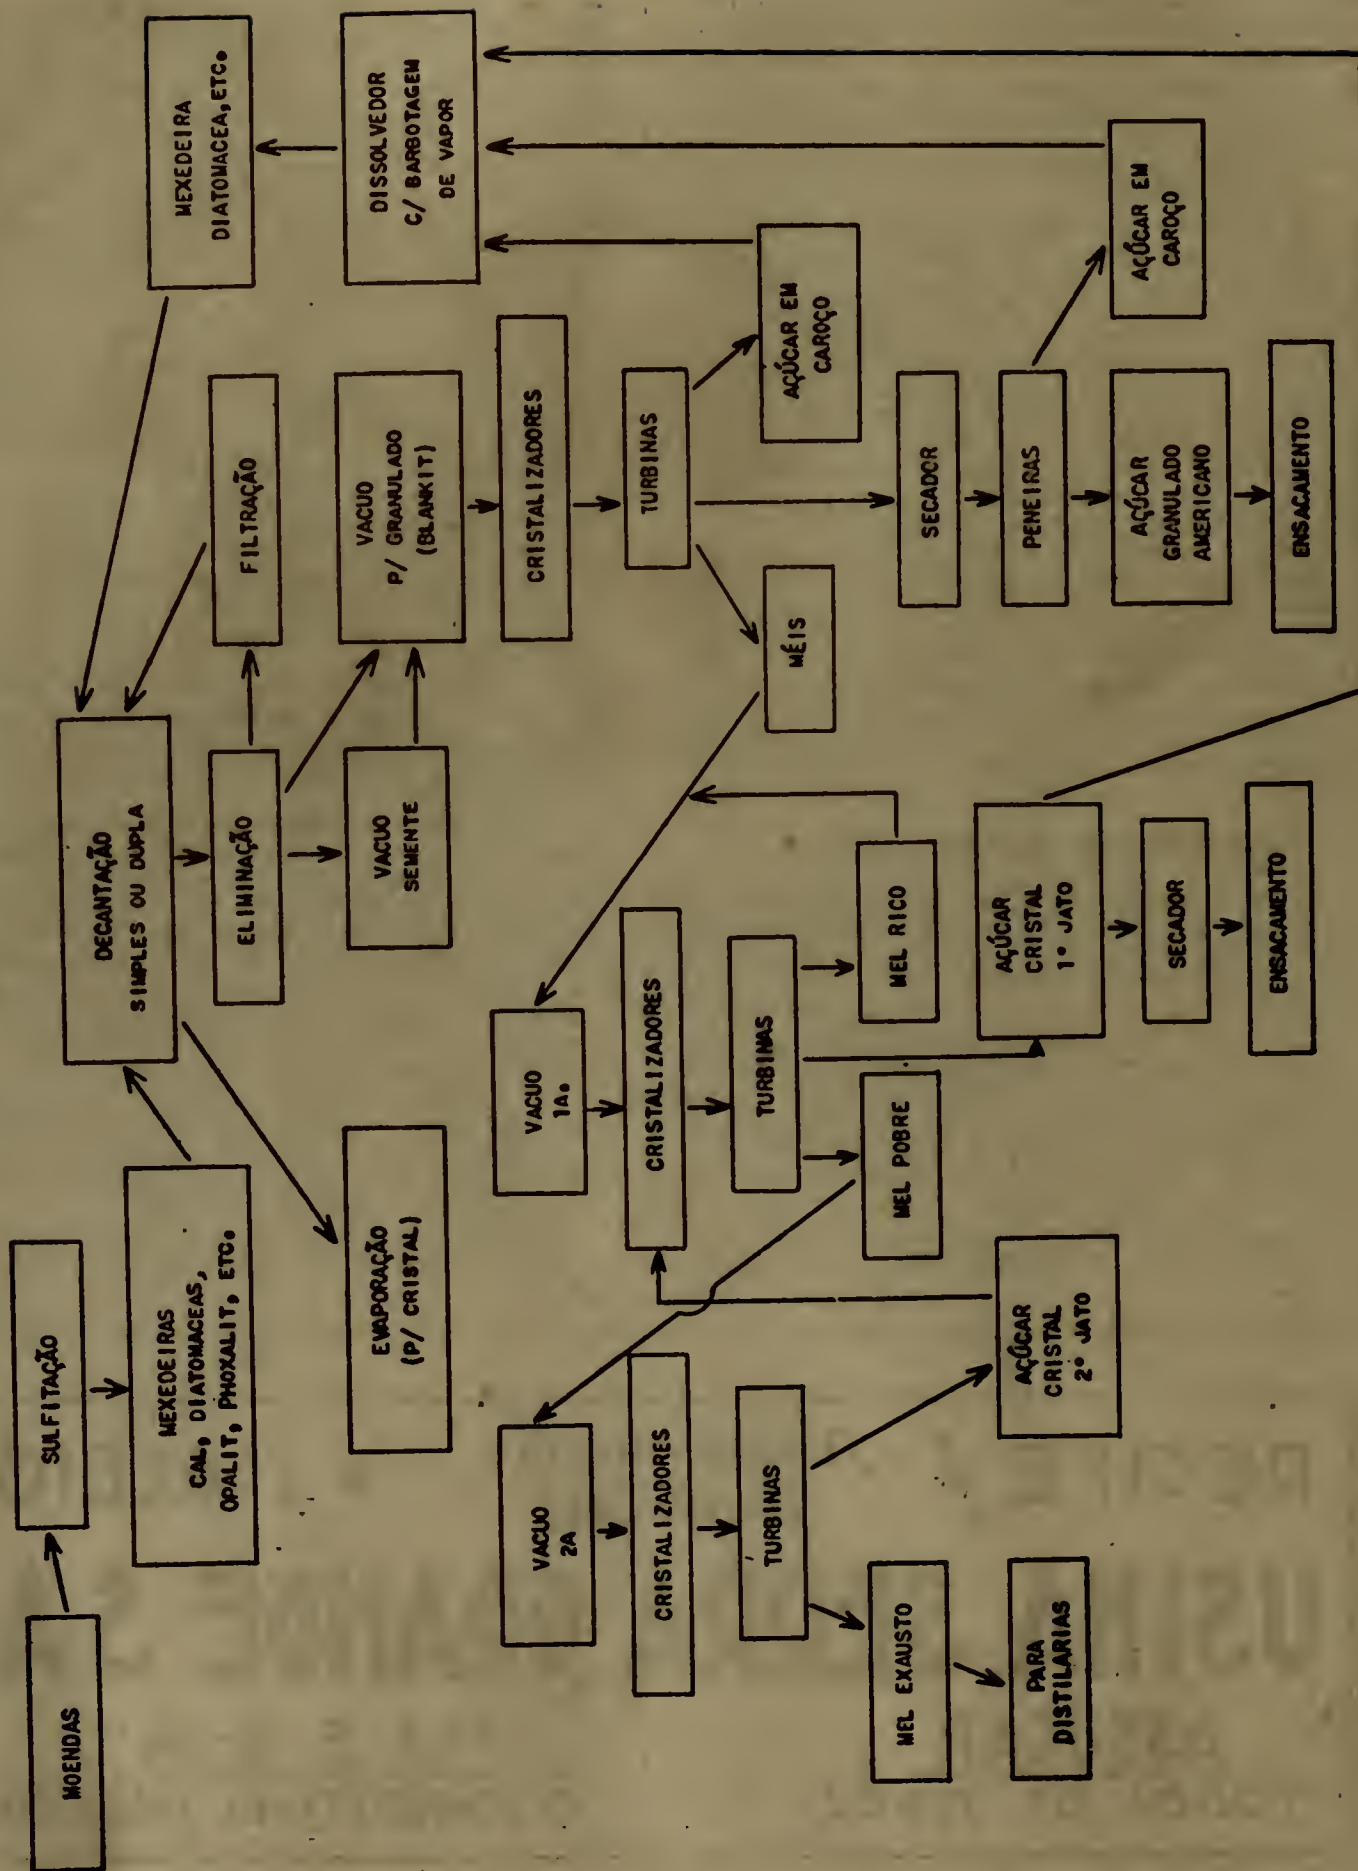 MOENDAS
SULFITAÇÃO
MEXEDEIRAS
CAL, DIATOMACEAS,
OPALIT, PHOXALIT, ETC.
DECANTAÇÃO
SIMPLES OU DUPLA
MEXEDEIRA
DIATOMACEA, ETC.
ELIMINAÇÃO
FILTRAÇÃO
EVAPORAÇÃO
(P/ CRISTAL)
VACUO
SEMENTE
VACUO
P/ GRANULADO
(BLANKIT)
DISSOLVEDOR
C/ BARBOTAGEM
DE VAPOR
VACUO
2A
VACUO
1A.
CRISTALIZADORES
CRISTALIZADORES
CRISTALIZADORES
TURBINAS
TURBINAS
TURBINAS
MÉIS
AÇÚCAR EM
CAROÇO
MEL EXAUSTO
MEL POBRE
MEL RICO
SECADOR
PARA
DISTILARIAS
AÇÚCAR
CRISTAL
2º JATO
AÇÚCAR
CRISTAL
1º JATO
PENEIRAS
SECADOR
AÇÚCAR
GRANULADO
AMERICANO
AÇÚCAR EM
CAROÇO
ENSACAMENTO
ENSACAMENTO